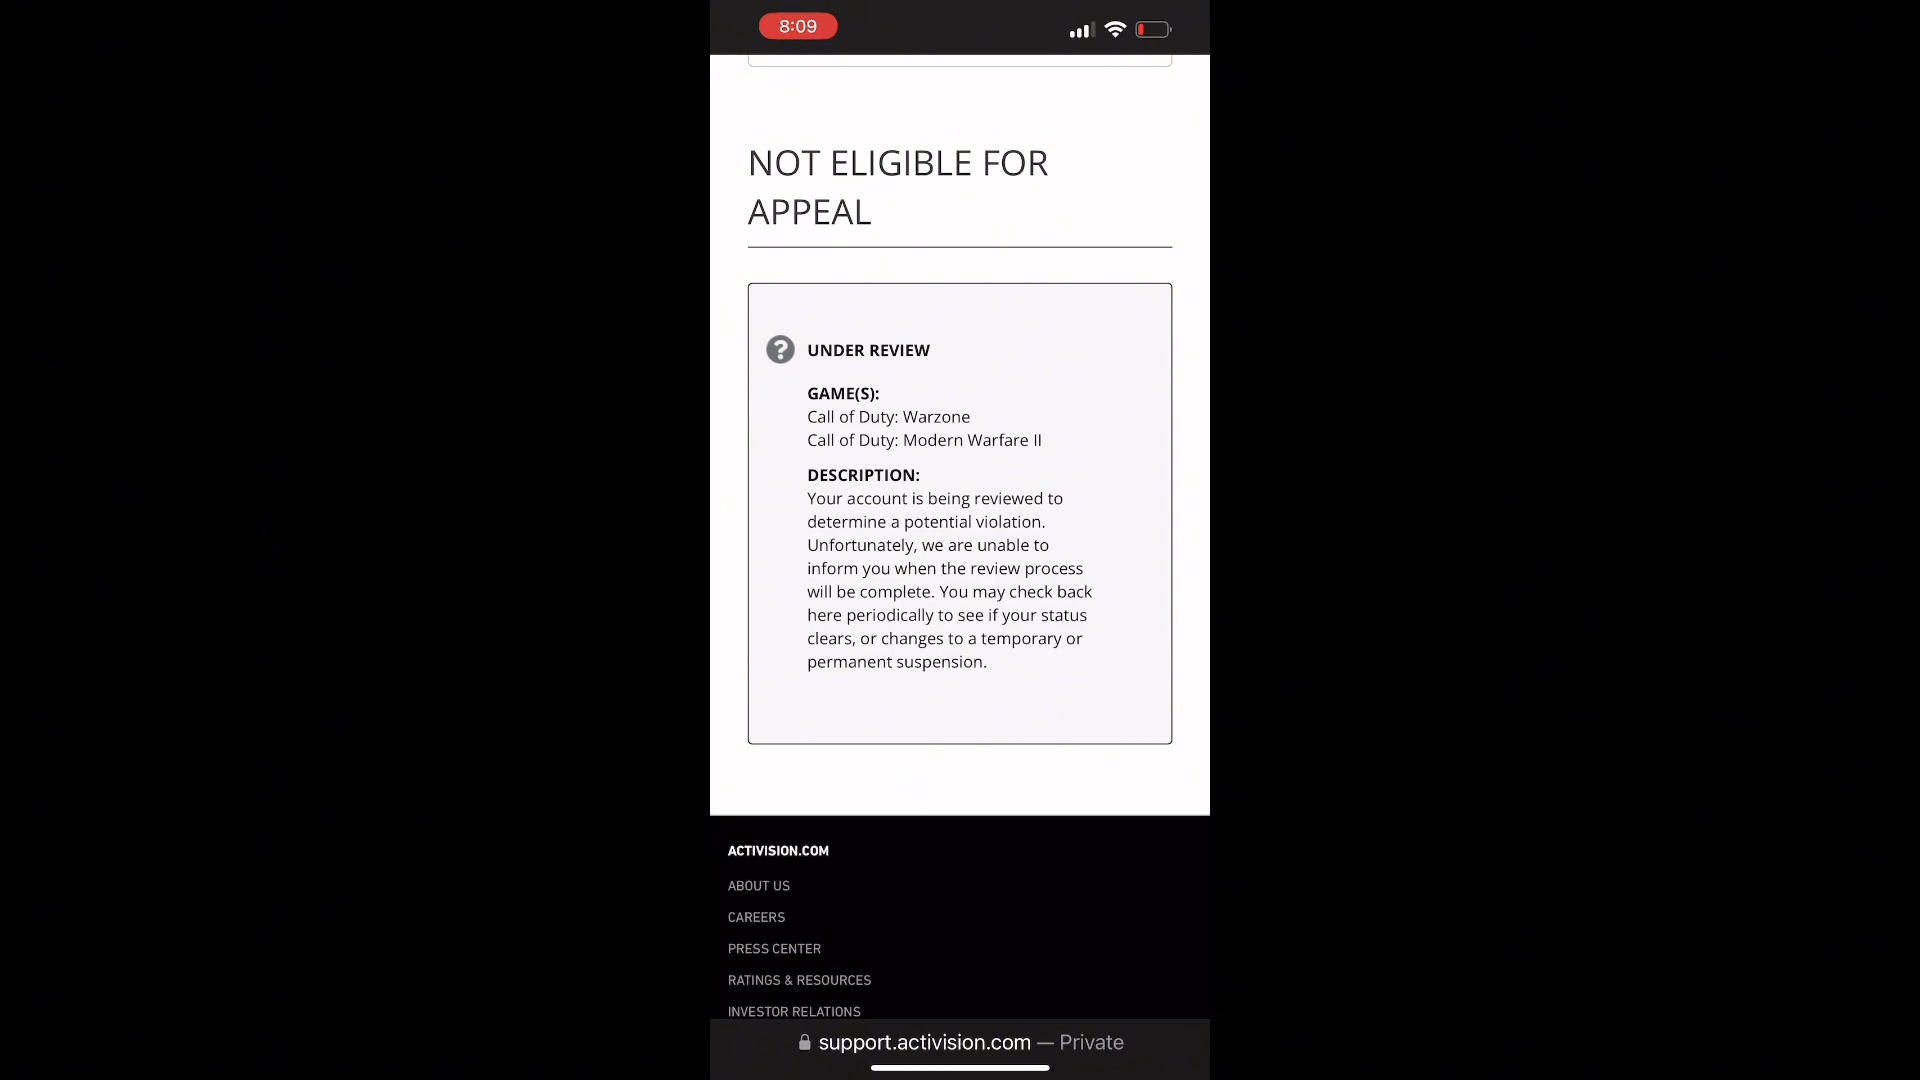 8:09
NOT ELIGIBLE FOR
APPEAL
UNDER REVIEW
GAME(S):
Call of Duty: Warzone
Call of Duty: Modern Warfare II
DESCRIPTION:
Your account is being reviewed to
determine a potential violation.
Unfortunately, we are unable to
inform you when the review process
will be complete. You may check back
here periodically to see if your status
clears, or changes to a temporary or
permanent suspension.
ACTIVISION.COM
ABOUT US
CAREERS
PRESS CENTER
RATINGS & RESOURCES
INVESTOR RELATIONS
support.activision.com — Private